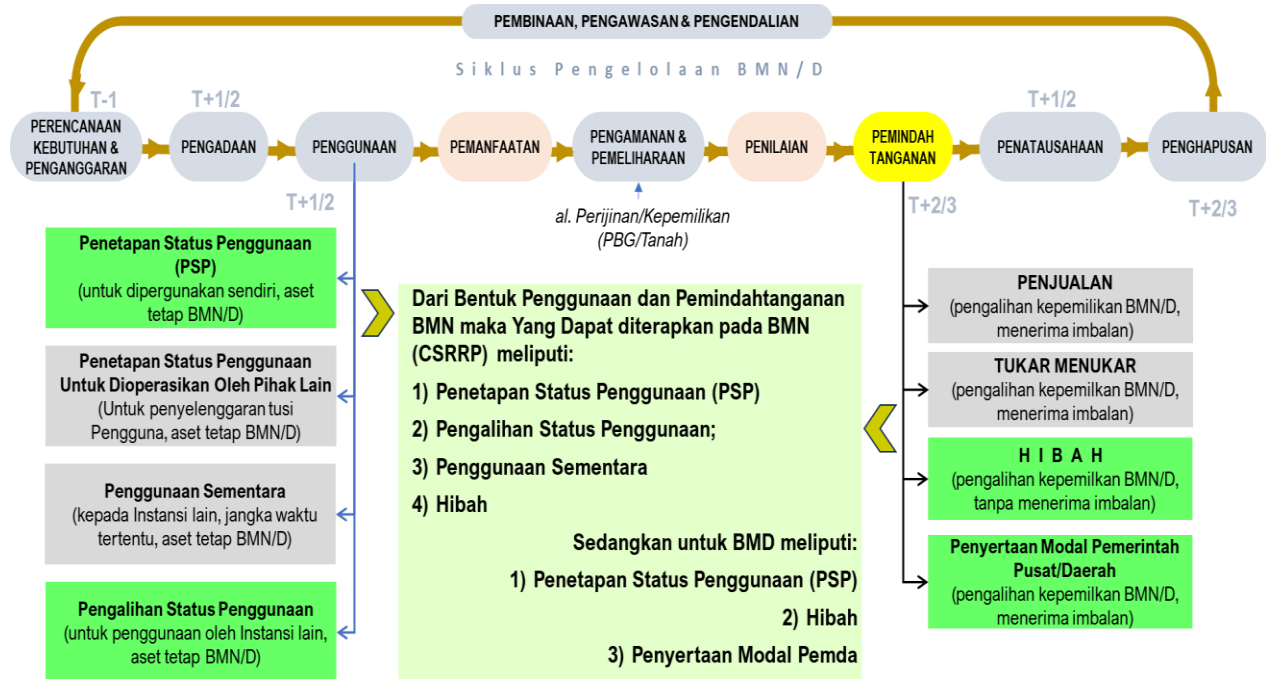 PEMBINAAN, PENGAWASAN & PENGENDALIAN
Siklus Pengelolaan BMN/D
T-1
T+1/2
T+1/2
PERENCANAAN
KEBUTUHAN &
PENGANGGARAN
PENGADAAN
PENGGUNAAN
PEMANFAATAN
PENGAMANAN &
PEMELIHARAAN
PENILAIAN
PEMINDAH
TANGANAN
PENATAUSAHAAN
PENGHAPUSAN
T+1/2
T+2/3
T+2/3
al. Perijinan/Kepemilikan
(PBG/Tanah)
Penetapan Status Penggunaan
(PSP)
(untuk dipergunakan sendiri, aset
tetap BMN/D)
Penetapan Status Penggunaan
Untuk Dioperasikan Oleh Pihak Lain
(Untuk penyelenggaran tusi
Pengguna, aset tetap BMN/D)
Penggunaan Sementara
(kepada Instansi lain, jangka waktu
tertentu, aset tetap BMN/D)
Pengalihan Status Penggunaan
(untuk penggunaan oleh Instansi lain,
aset tetap BMN/D)
Dari Bentuk Penggunaan dan Pemindahtanganan
BMN maka Yang Dapat diterapkan pada BMN
(CSRRP) meliputi:
1) Penetapan Status Penggunaan (PSP)
2) Pengalihan Status Penggunaan;
3) Penggunaan Sementara
4) Hibah
Sedangkan untuk BMD meliputi:
1) Penetapan Status Penggunaan (PSP)
2) Hibah
3) Penyertaan Modal Pemda
PENJUALAN
(pengalihan kepemilikan BMN/D,
menerima imbalan)
TUKAR MENUKAR
(pengalihan kepemilkan BMN/D,
menerima imbalan)
H I B A H
(pengalihan kepemilkan BMN/D,
tanpa menerima imbalan)
Penyertaan Modal Pemerintah
Pusat/Daerah
(pengalihan kepemilkan BMN/D,
menerima imbalan)